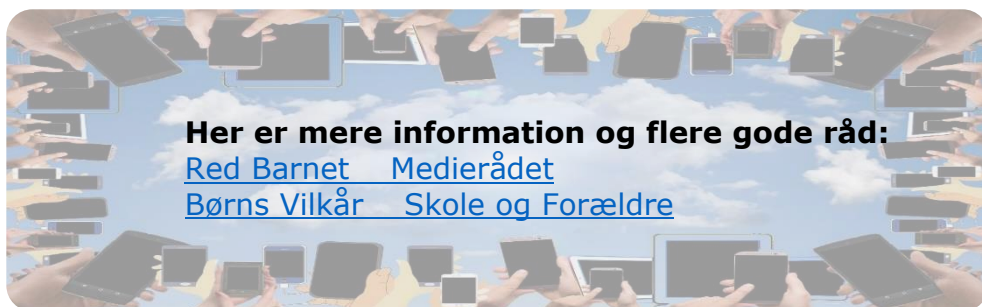 Her er mere information og flere gode råd:
Red Barnet    Medierådet
Børns Vilkår    Skole og Forældre